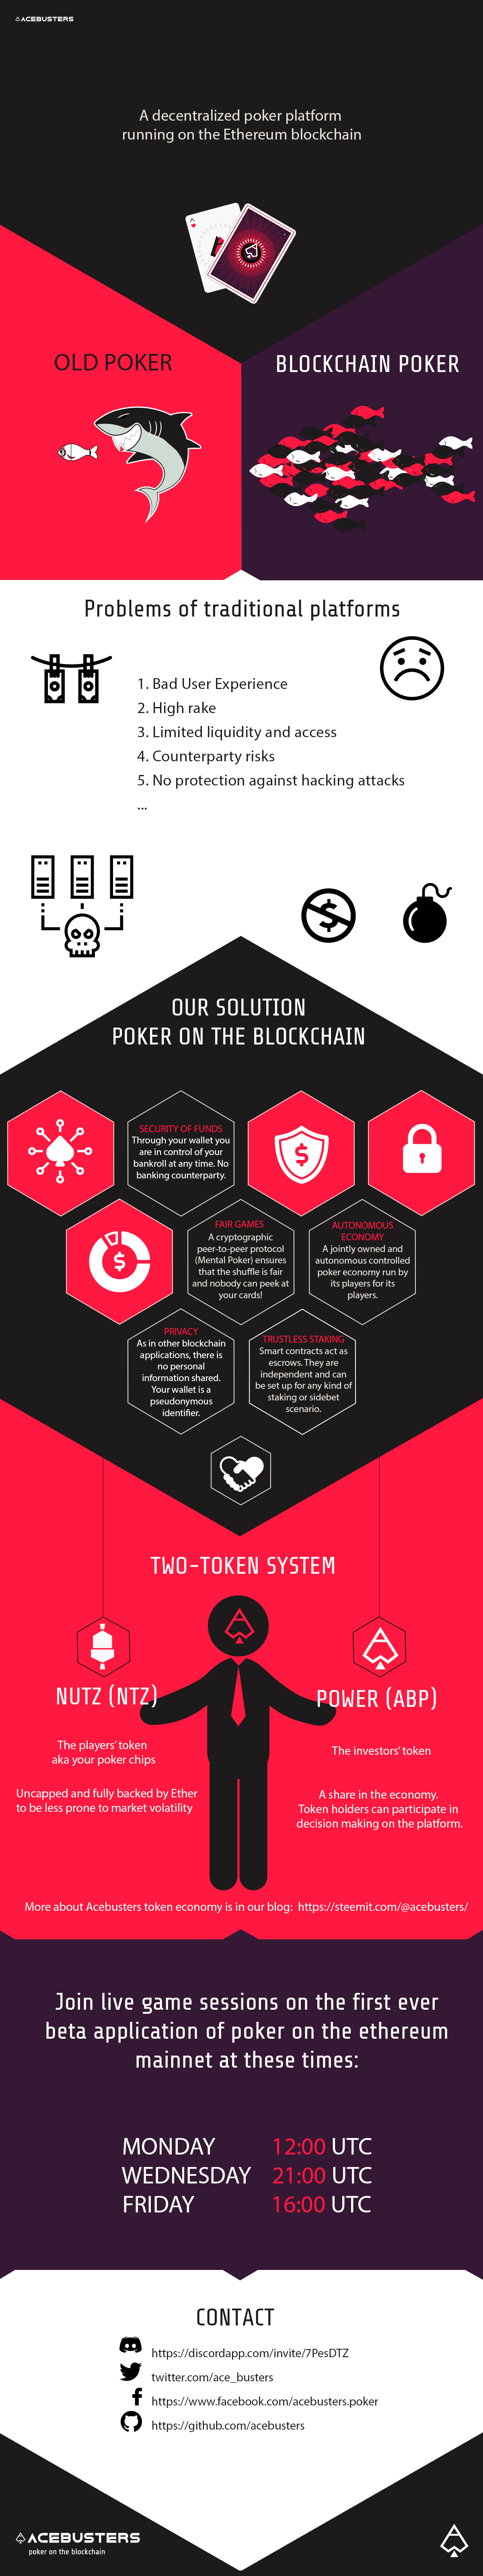 ACEBUSTERS
A decentralized poker platform
running on the Ethereum blockchain
OLD POKER
BLOCKCHAIN POKER
Problems of traditional platforms
1. Bad User Experience
2. High rake
3. Limited liquidity and access
4. Counterparty risks
5. No protection against hacking attacks
...
OUR SOLUTION
POKER ON THE BLOCKCHAIN
SECURITY OF FUNDS
Through your wallet you
are in control of your
bankroll at any time. No
banking counterparty.
FAIR GAMES
A cryptographic
peer-to-peer protocol
(Mental Poker) ensures
that the shuffle is fair
and nobody can peek at
your cards!
AUTONOMOUS
ECONOMY
A jointly owned and
autonomous controlled
poker economy run by
its players for its
players.
PRIVACY
As in other blockchain
applications, there is
no personal
information shared.
Your wallet is a
pseudonymous
identifier.
TRUSTLESS STAKING
Smart contracts act as
escrows. They are
independent and can
be set up for any kind of
staking or sidebet
scenario.
TWO-TOKEN SYSTEM
NUTZ (NTZ)
The players' token
aka your poker chips
Uncapped and fully backed by Ether
to be less prone to market volatility
POWER (ABP)
The investors' token
A share in the economy.
Token holders can participate in
decision making on the platform.
More about Acebusters token economy is in our blog: https://steemit.com/@acebusters/
Join live game sessions on the first ever
beta application of poker on the ethereum
mainnet at these times:
MONDAY 12:00 UTC
WEDNESDAY 21:00 UTC
FRIDAY 16:00 UTC
CONTACT
https://discordapp.com/invite/7PesDTZ
twitter.com/ace_busters
https://www.facebook.com/acebusters.poker
https://github.com/acebusters
ACEBUSTERS
poker on the blockchain